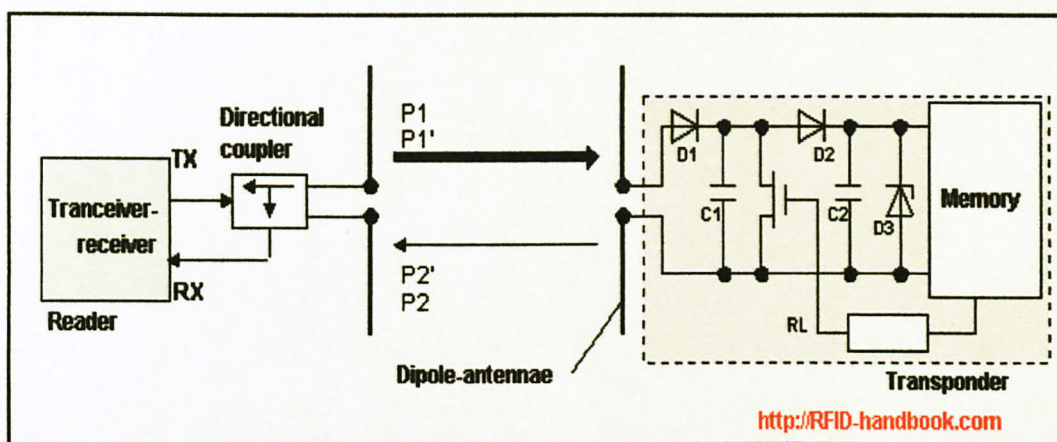 Directional
coupler
TX
Tranceiver-
receiver
RX
Reader
P1
P1'
P2'
P2
Dipole-antennae
D1
D2
C1
C2
D3
Memory
RL
Transponder
http://RFID-handbook.com